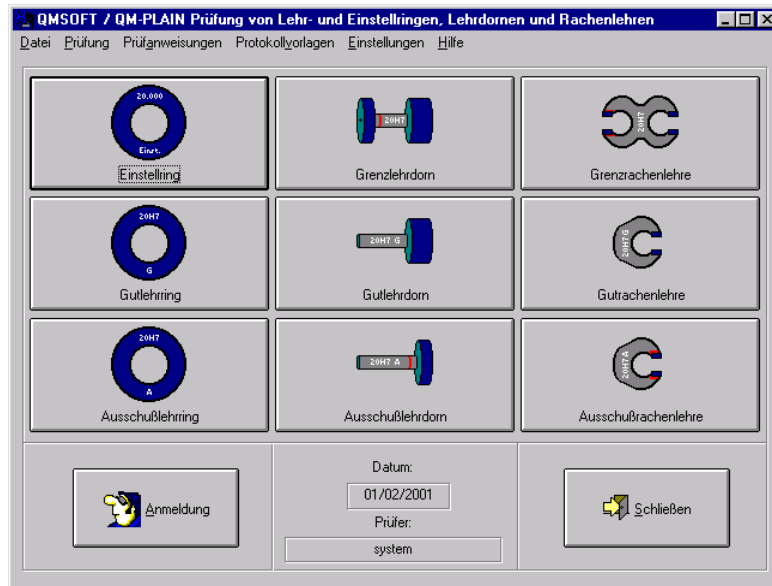 QMSOFT / QM-PLAIN Prüfung von Lehr- und Einstellringen, Lehrdornen und Rachenlehren
Datei Prüfung Prüfanweisungen Protokollvorlagen Einstellungen Hilfe
20.000
Einst.
Einstellring
20H7
Grenzlehrdorn
20H7
Grenzrachenlehre
20H7
G
Gutlehrring
20H7 G
Gutlehrdorn
20H7 G
Gutrachenlehre
20H7
A
Ausschußlehrring
20H7 A
Ausschußlehrdorn
20H7 A
Ausschußrachenlehre
Anmeldung
Datum:
01/02/2001
Prüfer:
system
Schließen